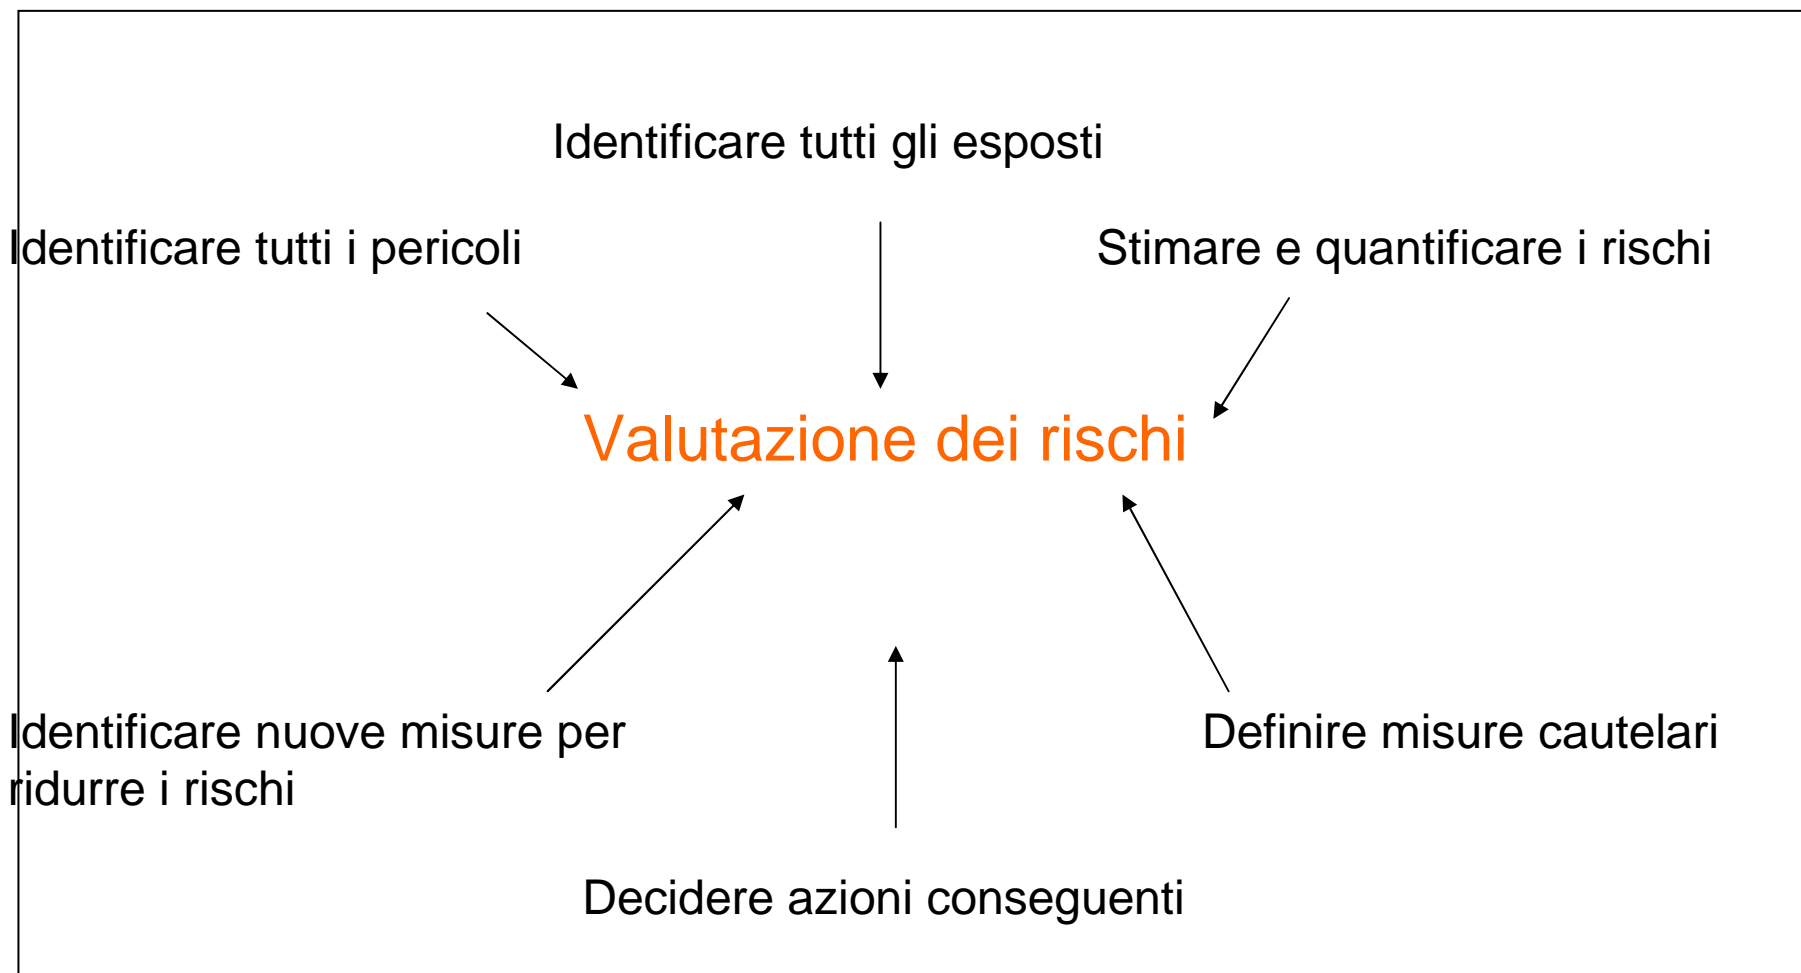 Identificare tutti gli esposti
Identificare tutti i pericoli
Stimare e quantificare i rischi
Valutazione dei rischi
Identificare nuove misure per
ridurre i rischi
Definire misure cautelari
Decidere azioni conseguenti